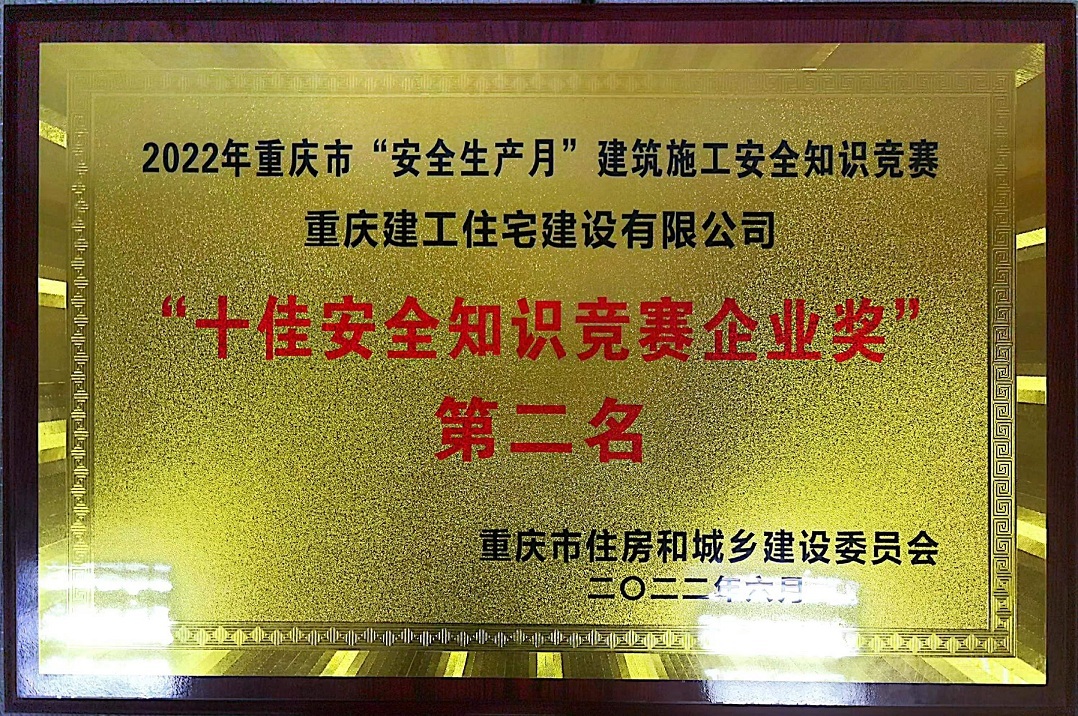 2022年重庆市“安全生产月”建筑施工安全知识竞赛
重庆建工住宅建设有限公司
“十佳安全知识竞赛企业奖”
第二名
重庆市住房和城乡建设委员会
二〇二二年六月